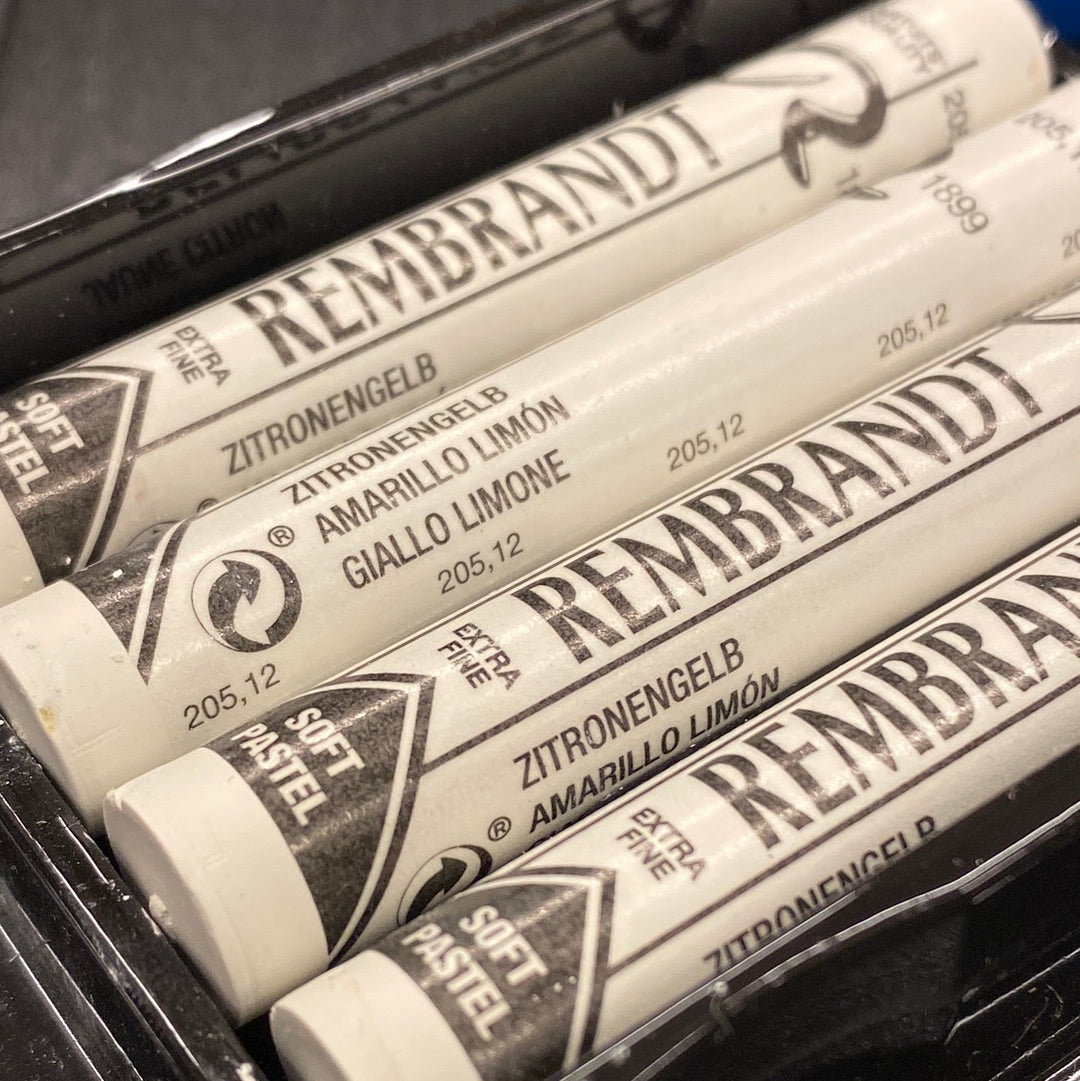 REMBRANDT
EXTRA
FINE
SOFT
PASTEL
ZITRONENGELB
®
1899
205,12
205,12
ZITRONENGELB
AMARILLO LIMÓN
GIALLO LIMONE
205,12
205,12
REMBRANDT
EXTRA
FINE
SOFT
PASTEL
ZITRONENGELB
AMARILLO LIMÓN
®
REMBRAN
EXTRA
FINE
SOFT
PASTEL
ZITRONENGELB